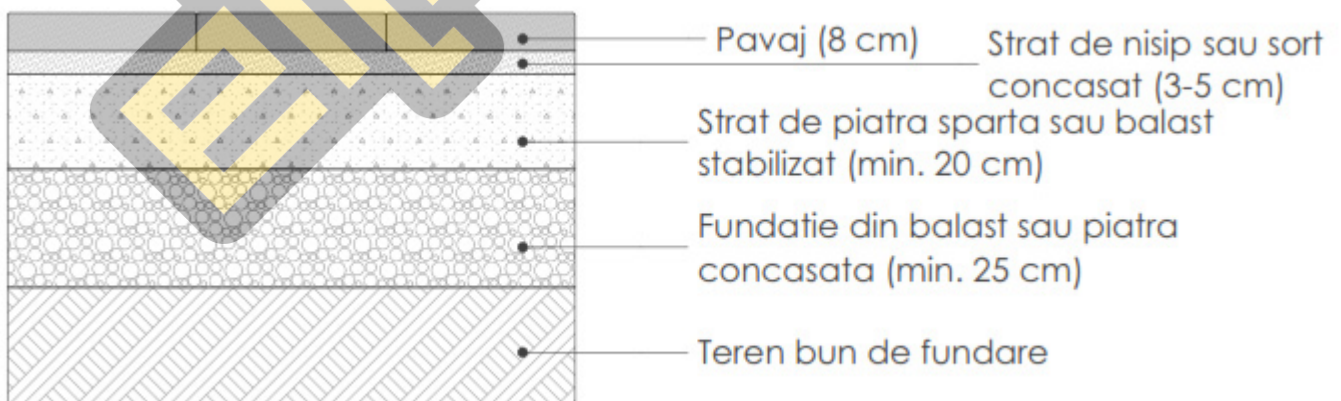 Pavaj (8 cm)
Strat de nisip sau sort
concasat (3-5 cm)
Strat de piatra sparta sau balast
stabilizat (min. 20 cm)
Fundatie din balast sau piatra
concasata (min. 25 cm)
Teren bun de fundare